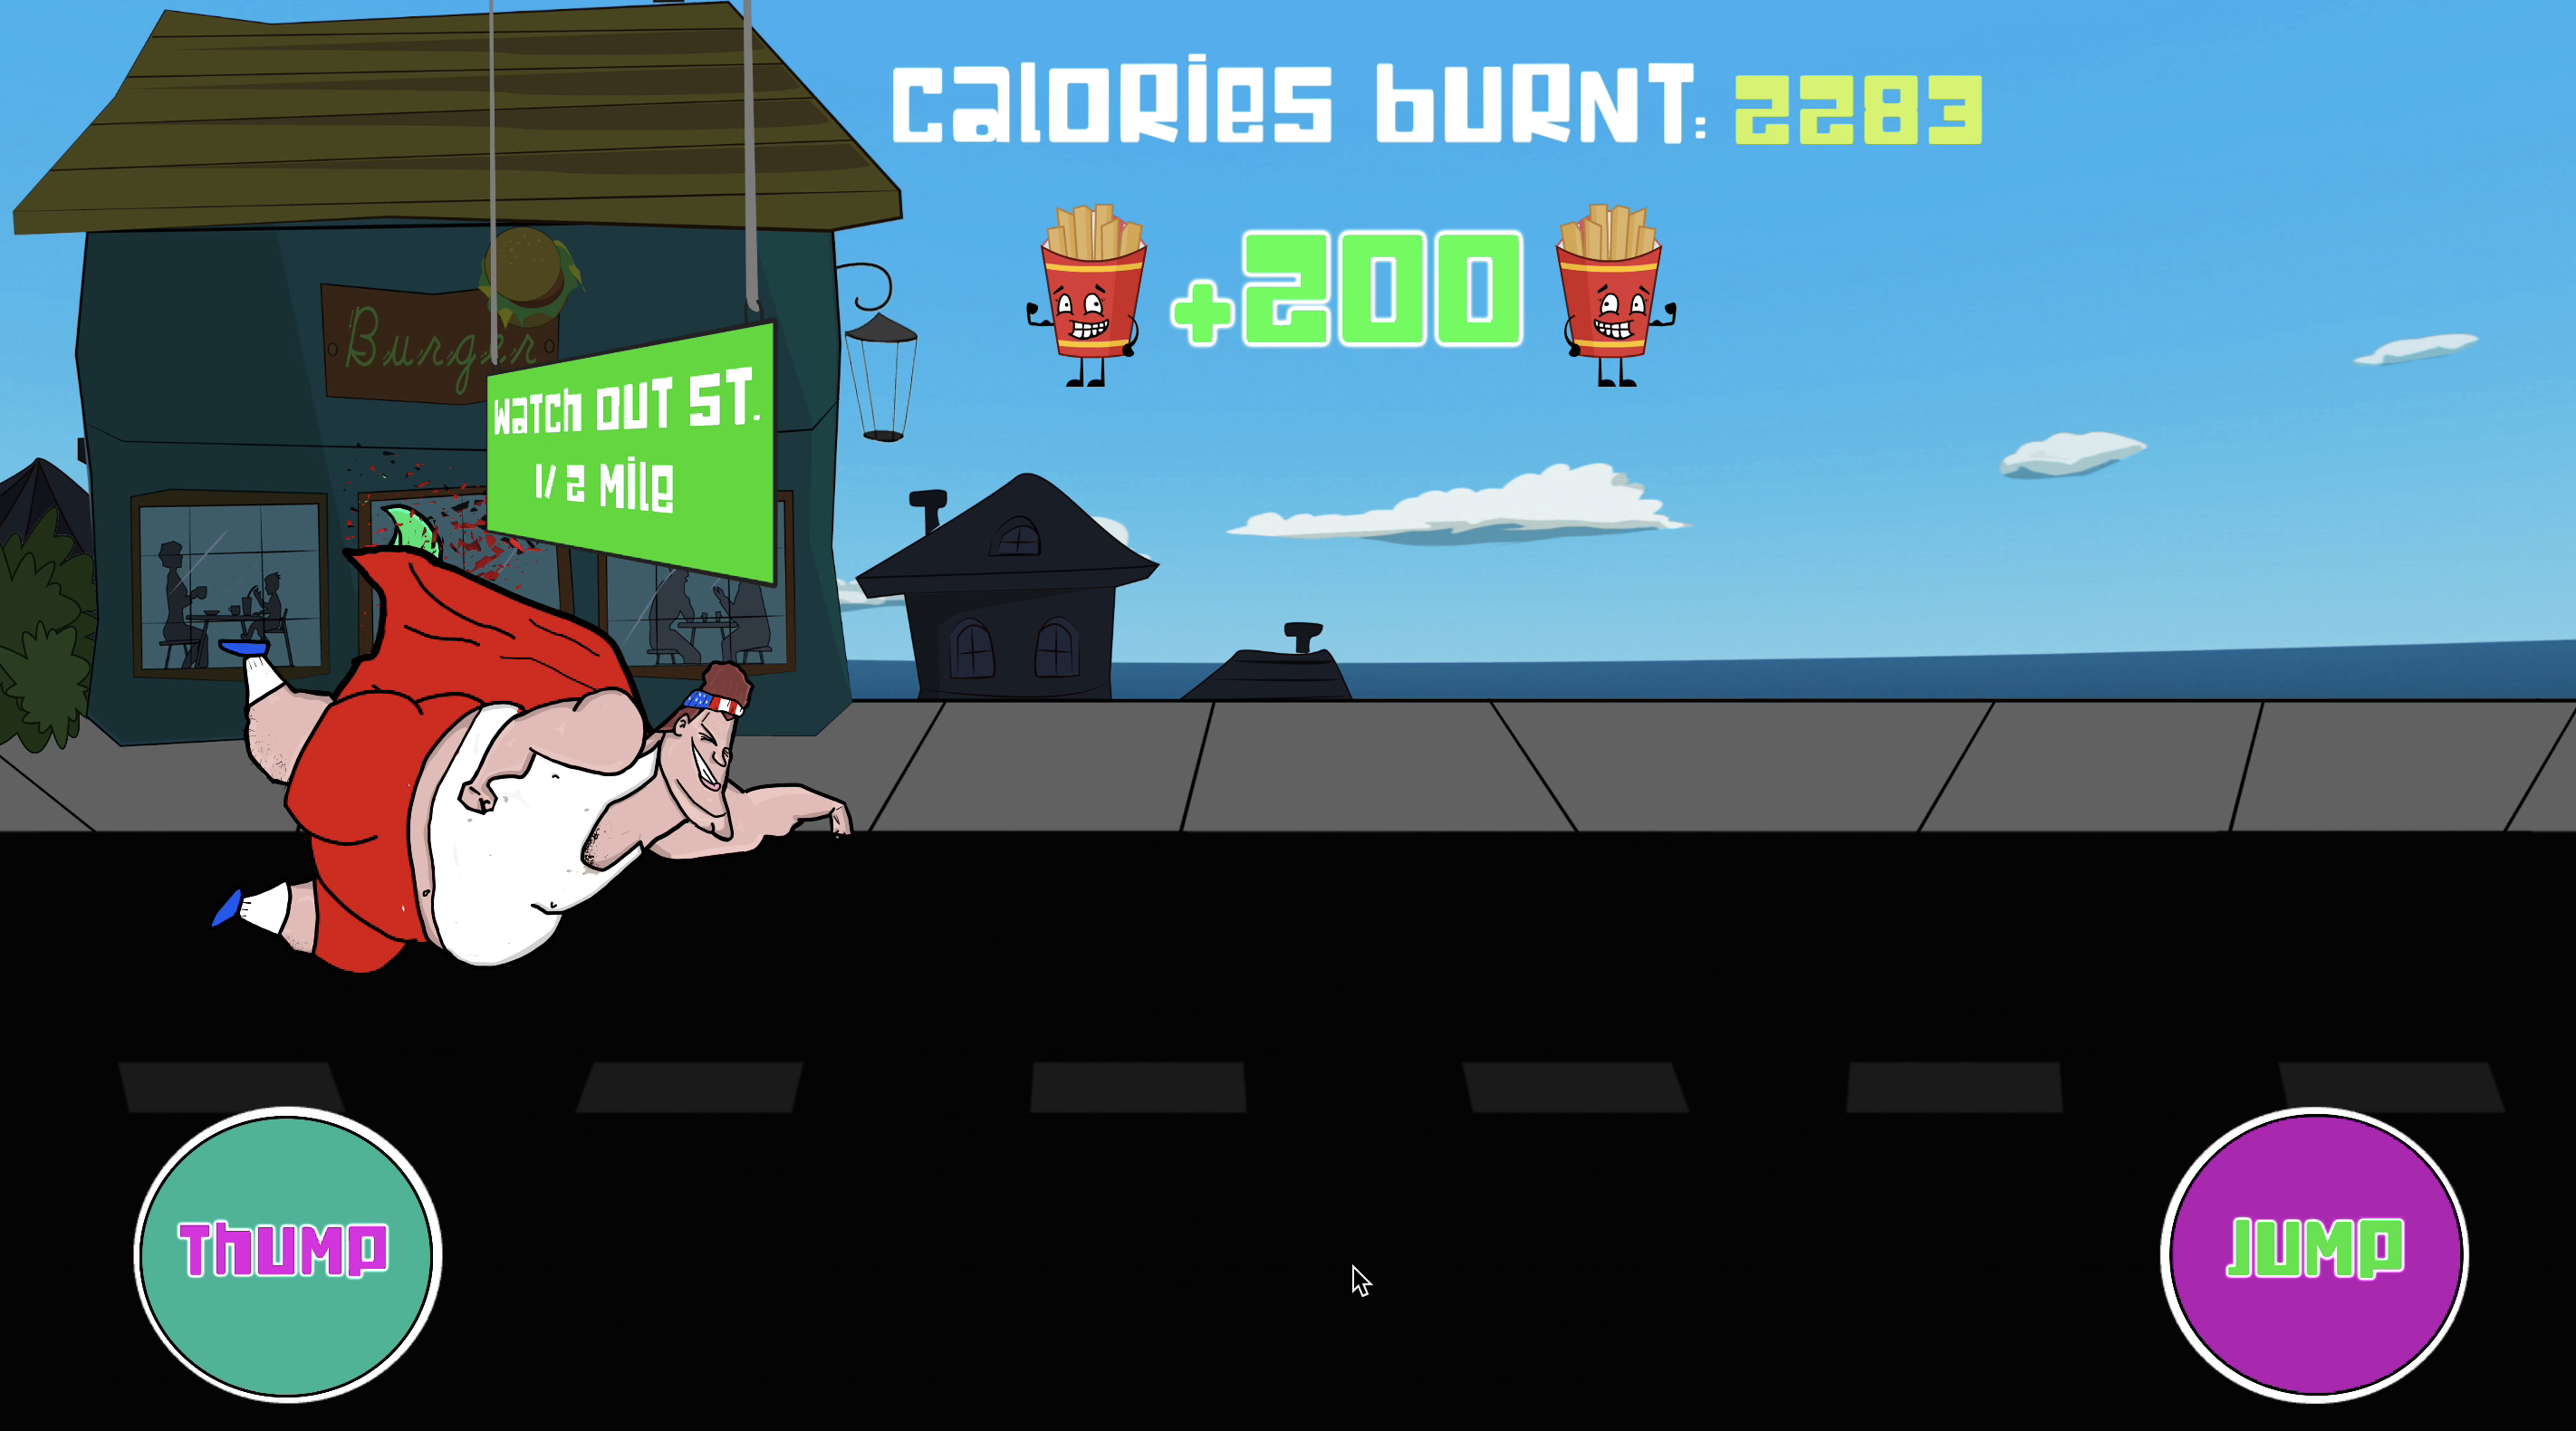 CaloRies bURNT: 2283
+200
Burger
WaTch OUT ST.
1/2 Mile
ThUMP
JUMP